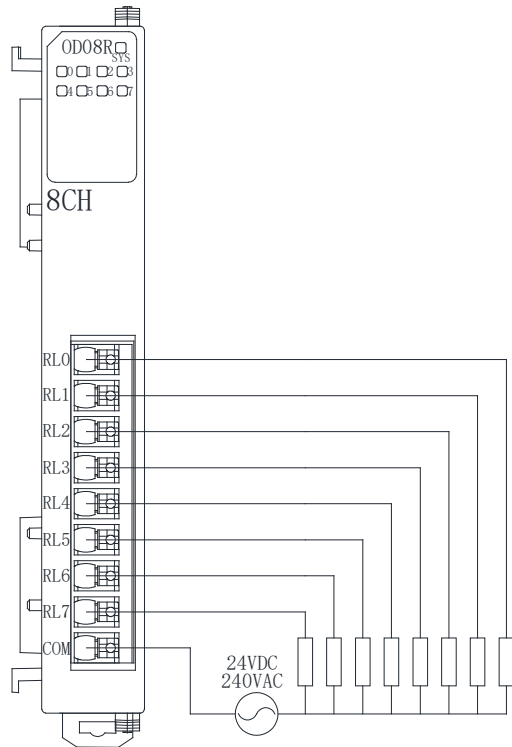 OD08R
SYS
0 1 2 3
4 5 6 7
8CH
RL0
RL1
RL2
RL3
RL4
RL5
RL6
RL7
COM
24VDC
240VAC